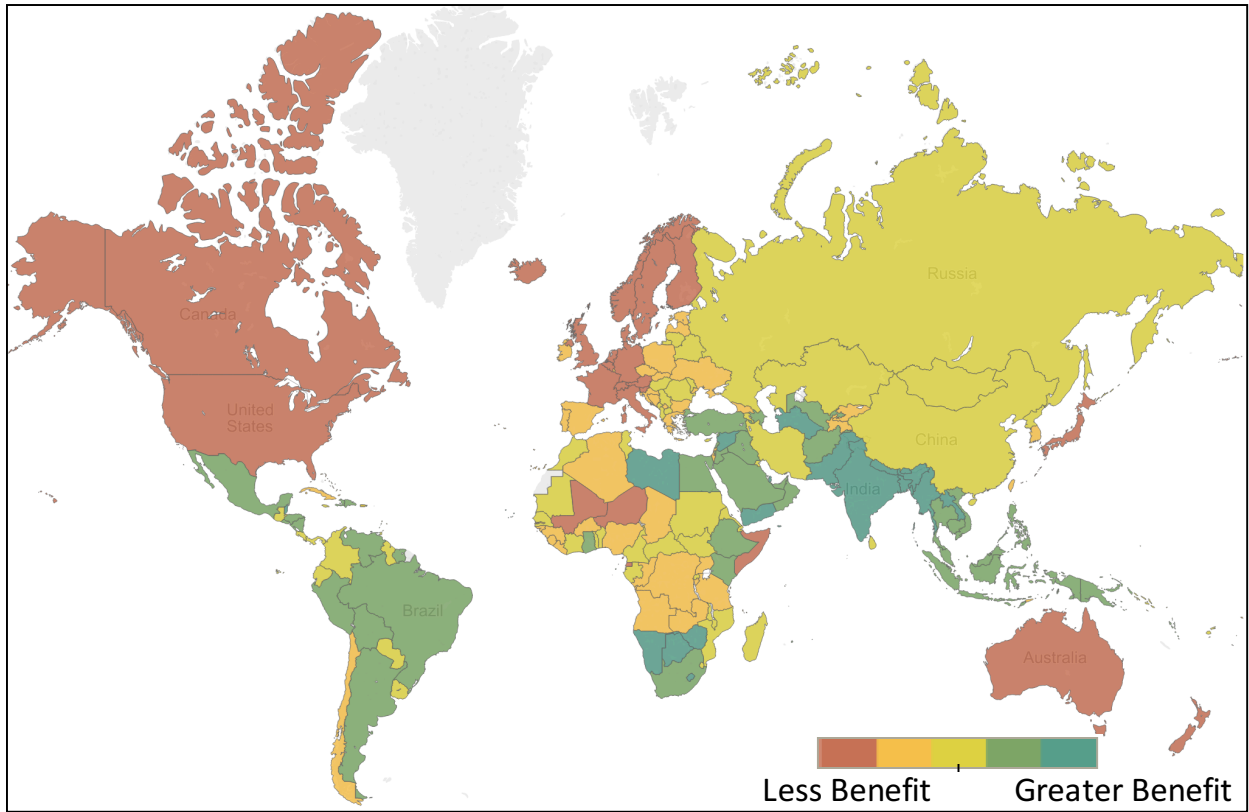 Russia
Canada
United
States
China
India
Brazil
Australia
Less Benefit
Greater Benefit